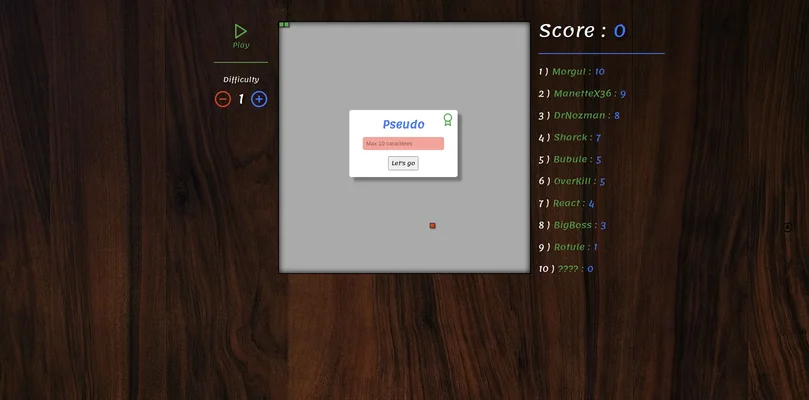 Play
Difficulty
1
Pseudo
Max 10 caractères
Let's go
Score : 0
1 ) Morgul : 10
2 ) ManetteX36 : 9
3 ) DrNozman : 8
4 ) Sharck : 7
5 ) Bubule : 5
6 ) OverKill : 5
7 ) React : 4
8 ) BigBoss : 3
9 ) Rotule : 1
10 ) ???? : 0